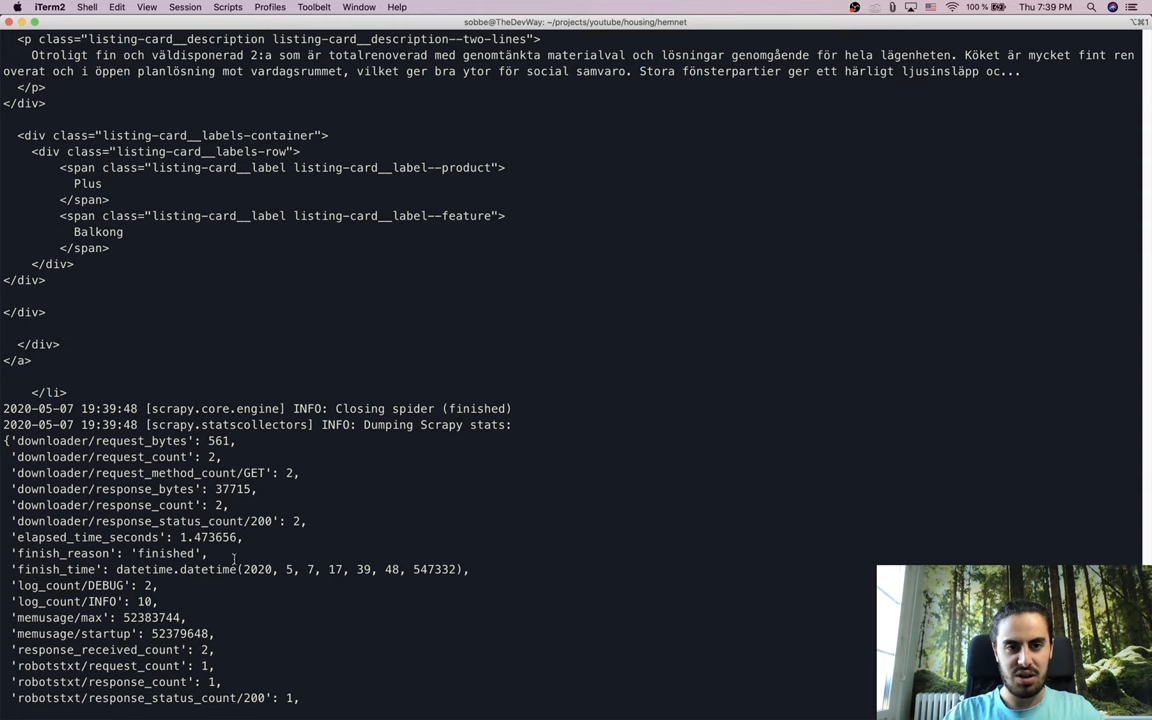 iTerm2 Shell Edit View Session Scripts Profiles Toolbelt Window Help 100 % Thu 7:39 PM
sobbe@TheDevWay: ~/projects/youtube/housing/hemnet ⌥⌘1
<p class="listing-card__description listing-card__description--two-lines">
Otroligt fin och väldisponerad 2:a som är totalrenoverad med genomtänkta materialval och lösningar genomgående för hela lägenheten. Köket är mycket fint ren
overat och i öppen planlösning mot vardagsrummet, vilket ger bra ytor för social samvaro. Stora fönsterpartier ger ett härligt ljusinsläpp oc...
</p>
</div>
<div class="listing-card__labels-container">
<div class="listing-card__labels-row">
<span class="listing-card__label listing-card__label--product">
Plus
</span>
<span class="listing-card__label listing-card__label--feature">
Balkong
</span>
</div>
</div>
</div>
</div>
</a>
</li>
2020-05-07 19:39:48 [scrapy.core.engine] INFO: Closing spider (finished)
2020-05-07 19:39:48 [scrapy.statscollectors] INFO: Dumping Scrapy stats:
{'downloader/request_bytes': 561,
'downloader/request_count': 2,
'downloader/request_method_count/GET': 2,
'downloader/response_bytes': 37715,
'downloader/response_count': 2,
'downloader/response_status_count/200': 2,
'elapsed_time_seconds': 1.473656,
'finish_reason': 'finished',
'finish_time': datetime.datetime(2020, 5, 7, 17, 39, 48, 547332),
'log_count/DEBUG': 2,
'log_count/INFO': 10,
'memusage/max': 52383744,
'memusage/startup': 52379648,
'response_received_count': 2,
'robotstxt/request_count': 1,
'robotstxt/response_count': 1,
'robotstxt/response_status_count/200': 1,